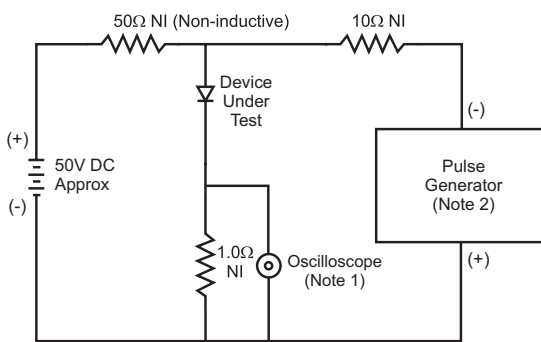 50Ω NI (Non-inductive)
10Ω NI
Device
Under
Test
(+)
50V DC
Approx
(-)
(-)
Pulse
Generator
(Note 2)
(+)
1.0Ω
NI
Oscilloscope
(Note 1)